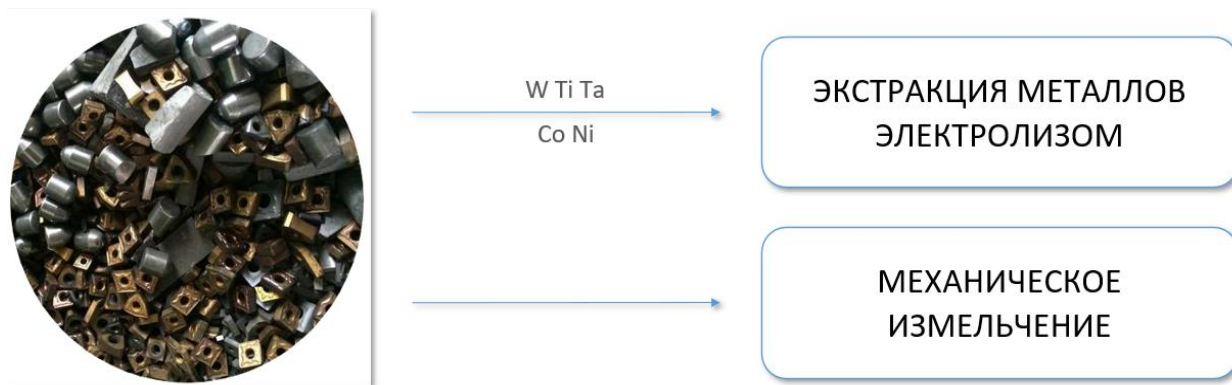 W Ti Ta
Co Ni
ЭКСТРАКЦИЯ МЕТАЛЛОВ
ЭЛЕКТРОЛИЗОМ
МЕХАНИЧЕСКОЕ
ИЗМЕЛЬЧЕНИЕ